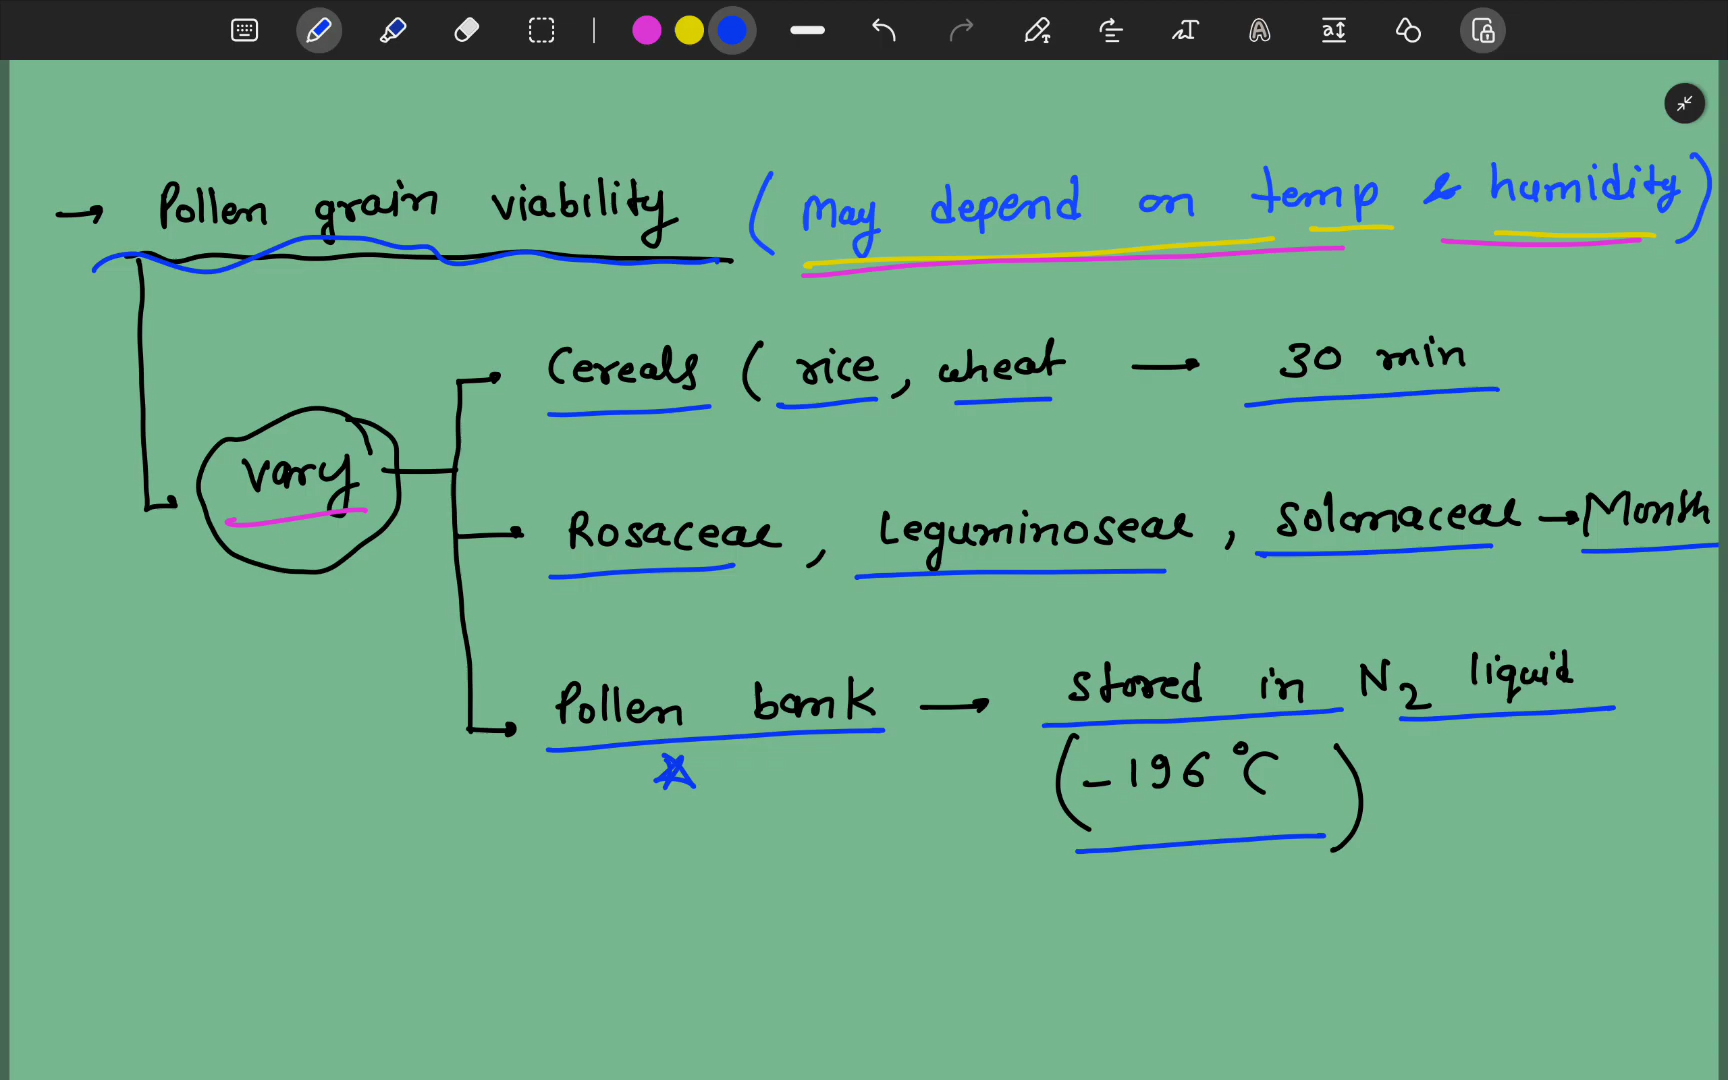 → Pollen grain viability (May depend on temp & humidity)
Cereals (rice, wheat → 30 min
vary
Rosaceae, Leguminoseae, Solanaceae → Month
Pollen bank → stored in N₂ liquid
(-196°C)